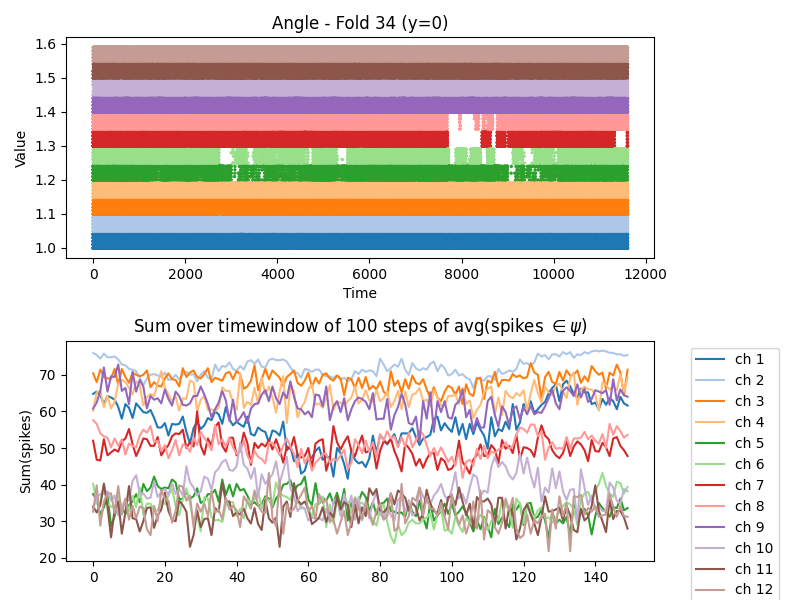 Angle - Fold 34 (y=0)
Value
1.6
1.5
1.4
1.3
1.2
1.1
1.0
0 2000 4000 6000 8000 10000 12000
Time
Sum over timewindow of 100 steps of avg(spikes ∈ψ)
Sum(spikes)
70
60
50
40
30
20
0 20 40 60 80 100 120 140
ch 1
ch 2
ch 3
ch 4
ch 5
ch 6
ch 7
ch 8
ch 9
ch 10
ch 11
ch 12